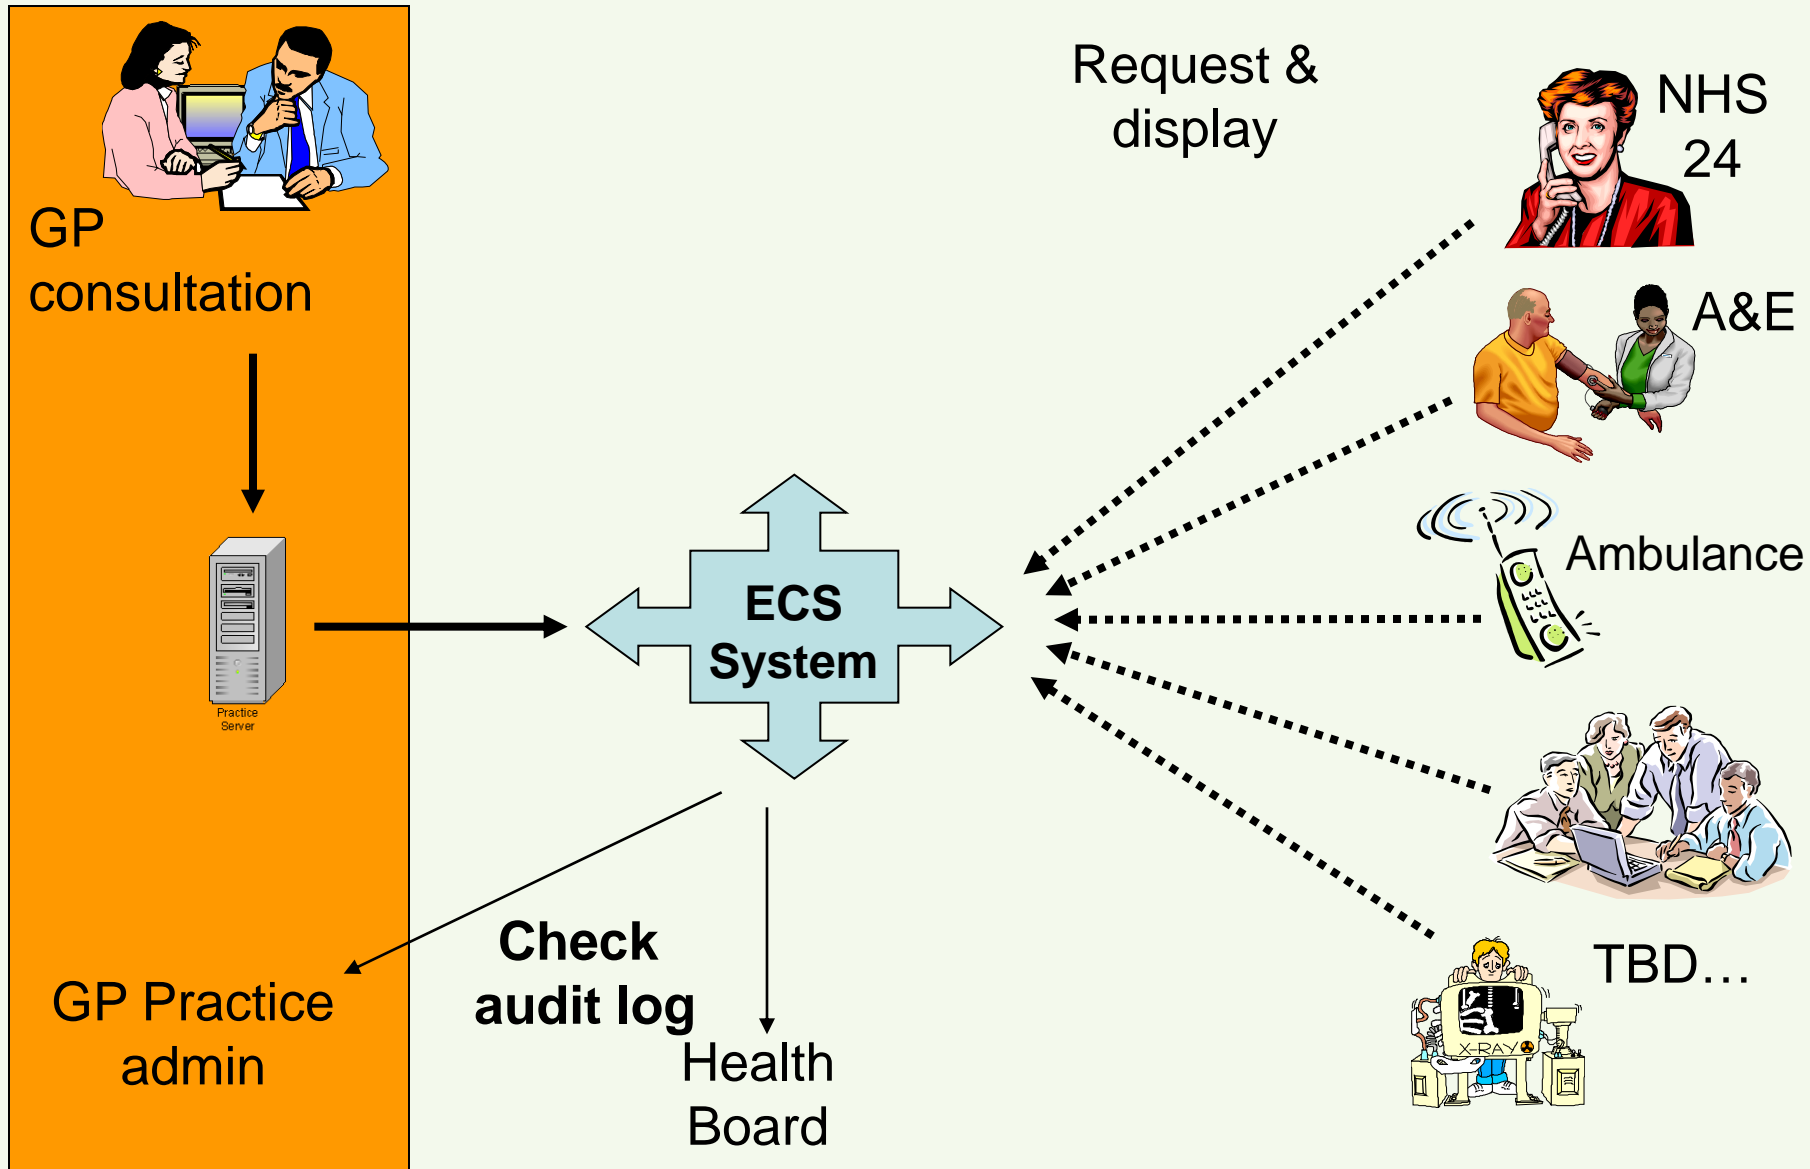 GP
consultation
Practice
Server
GP Practice
admin
ECS
System
Check
audit log
Health
Board
Request &
display
NHS
24
A&E
Ambulance
TBD…
X-RAY